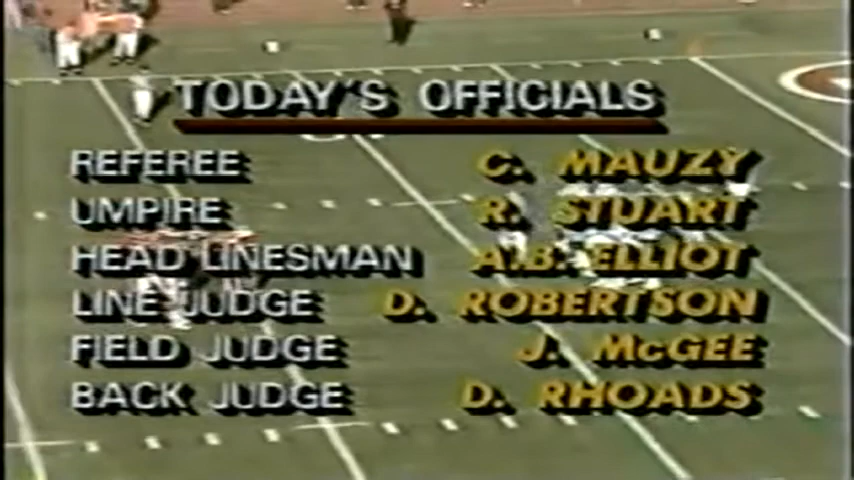 TODAY'S OFFICIALS
REFEREE C. MAUZY
UMPIRE R. STUART
HEAD LINESMAN A.B. ELLIOT
LINE JUDGE D. ROBERTSON
FIELD JUDGE J. McGEE
BACK JUDGE D. RHOADS